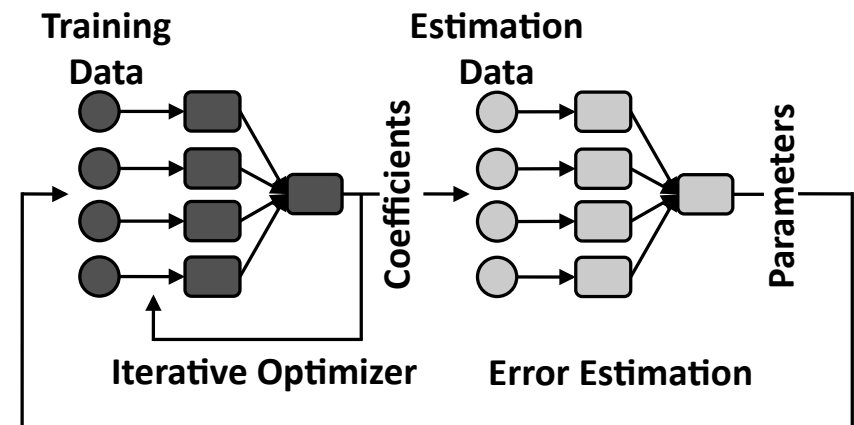 Training
Data
Estimation
Data
Coefficients
Parameters
Iterative Optimizer
Error Estimation